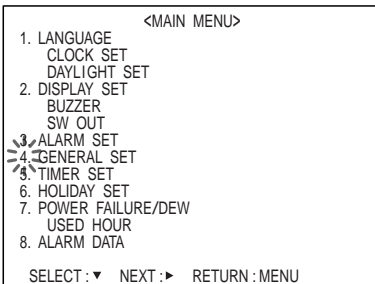 <MAIN MENU>
1. LANGUAGE
CLOCK SET
DAYLIGHT SET
2. DISPLAY SET
BUZZER
SW OUT
3. ALARM SET
4. GENERAL SET
5. TIMER SET
6. HOLIDAY SET
7. POWER FAILURE/DEW
USED HOUR
8. ALARM DATA
SELECT : ▼ NEXT : ► RETURN : MENU